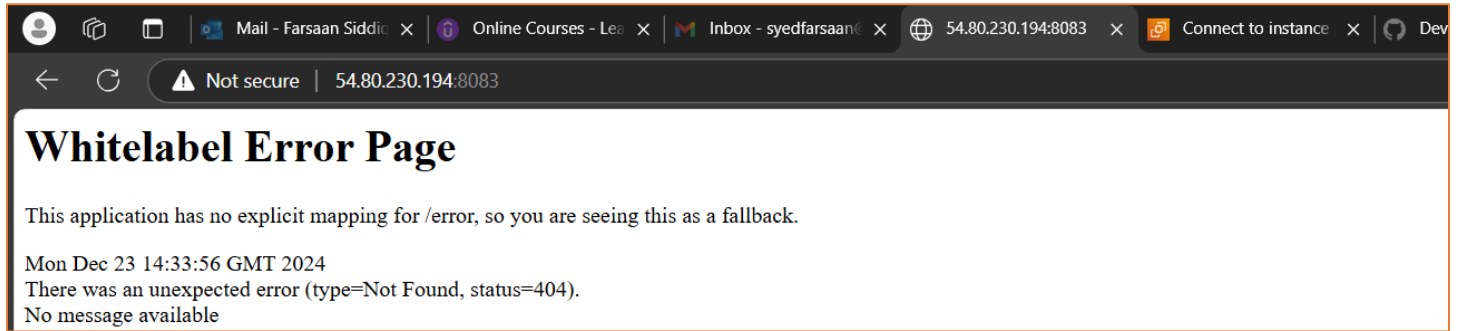 Mail - Farsaan Siddiq
Online Courses - Lea
Inbox - syedfarsaan@
54.80.230.194:8083
Connect to instance
Dev
Not secure | 54.80.230.194:8083
Whitelabel Error Page
This application has no explicit mapping for /error, so you are seeing this as a fallback.
Mon Dec 23 14:33:56 GMT 2024
There was an unexpected error (type=Not Found, status=404).
No message available